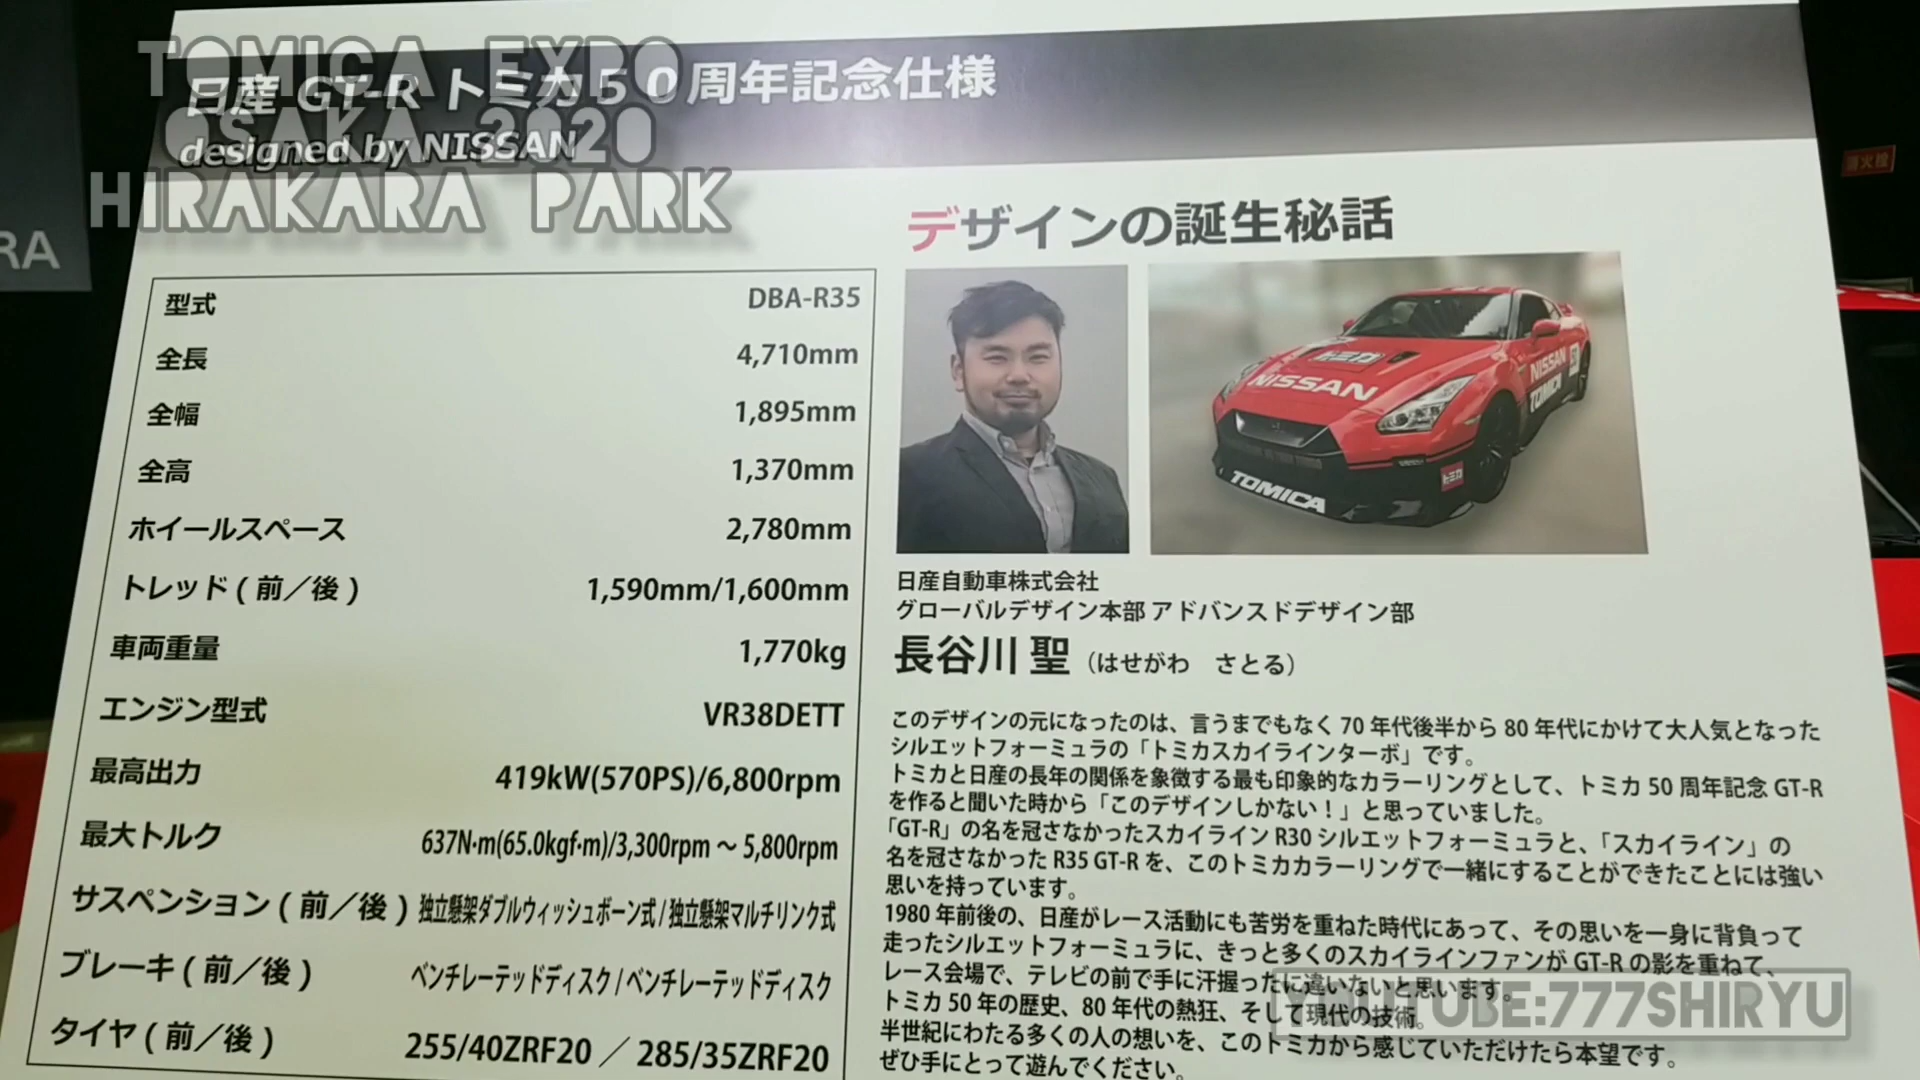 TOMICA EXPO
OSAKA 2020
HIRAKARA PARK
日産 GT-R トミカ50周年記念仕様
designed by NISSAN
RA
消火栓
型式 DBA-R35
全長 4,710mm
全幅 1,895mm
全高 1,370mm
ホイールスペース 2,780mm
トレッド ( 前／後 ) 1,590mm/1,600mm
車両重量 1,770kg
エンジン型式 VR38DETT
最高出力 419kW(570PS)/6,800rpm
最大トルク 637N·m(65.0kgf·m)/3,300rpm ～ 5,800rpm
サスペンション ( 前／後 ) 独立懸架ダブルウィッシュボーン式 / 独立懸架マルチリンク式
ブレーキ ( 前／後 ) ベンチレーテッドディスク / ベンチレーテッドディスク
タイヤ ( 前／後 ) 255/40ZRF20 ／ 285/35ZRF20
デザインの誕生秘話
トミカ
NISSAN
NISSAN
TOMICA
50
トミカ
TOMICA
日産自動車株式会社
グローバルデザイン本部 アドバンスドデザイン部
長谷川 聖（はせがわ　さとる）
このデザインの元になったのは、言うまでもなく 70 年代後半から 80 年代にかけて大人気となった
シルエットフォーミュラの「トミカスカイラインターボ」です。
トミカと日産の長年の関係を象徴する最も印象的なカラーリングとして、トミカ 50 周年記念 GT-R
を作ると聞いた時から「このデザインしかない！」と思っていました。
「GT-R」の名を冠さなかったスカイライン R30 シルエットフォーミュラと、「スカイライン」の
名を冠さなかった R35 GT-R を、このトミカカラーリングで一緒にすることができたことには強い
思いを持っています。
1980 年前後の、日産がレース活動にも苦労を重ねた時代にあって、その思いを一身に背負って
走ったシルエットフォーミュラに、きっと多くのスカイラインファンが GT-R の影を重ねて、
レース会場で、テレビの前で手に汗握ったに違いないと思います。
トミカ 50 年の歴史、80 年代の熱狂、そして現代の技術。
半世紀にわたる多くの人の想いを、このトミカから感じていただけたら本望です。
ぜひ手にとって遊んでください。
YOUTUBE:777SHIRYU